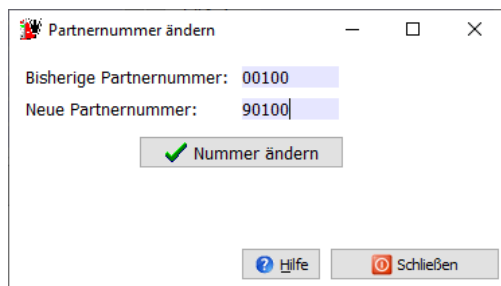 Partnernummer ändern
Bisherige Partnernummer: 00100
Neue Partnernummer: 90100
Nummer ändern
Hilfe Schließen